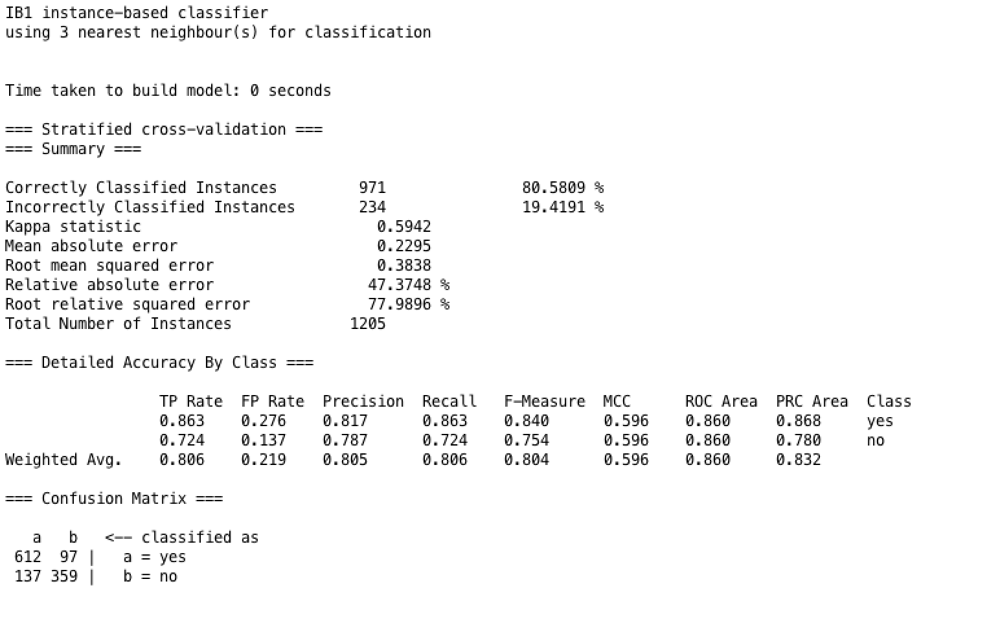 IB1 instance-based classifier
using 3 nearest neighbour(s) for classification
Time taken to build model: 0 seconds
=== Stratified cross-validation ===
=== Summary ===
Correctly Classified Instances 971 80.5809 %
Incorrectly Classified Instances 234 19.4191 %
Kappa statistic 0.5942
Mean absolute error 0.2295
Root mean squared error 0.3838
Relative absolute error 47.3748 %
Root relative squared error 77.9896 %
Total Number of Instances 1205
=== Detailed Accuracy By Class ===
TP Rate FP Rate Precision Recall F-Measure MCC ROC Area PRC Area Class
0.863 0.276 0.817 0.863 0.840 0.596 0.860 0.868 yes
0.724 0.137 0.787 0.724 0.754 0.596 0.860 0.780 no
Weighted Avg. 0.806 0.219 0.805 0.806 0.804 0.596 0.860 0.832
=== Confusion Matrix ===
a b <-- classified as
612 97 | a = yes
137 359 | b = no